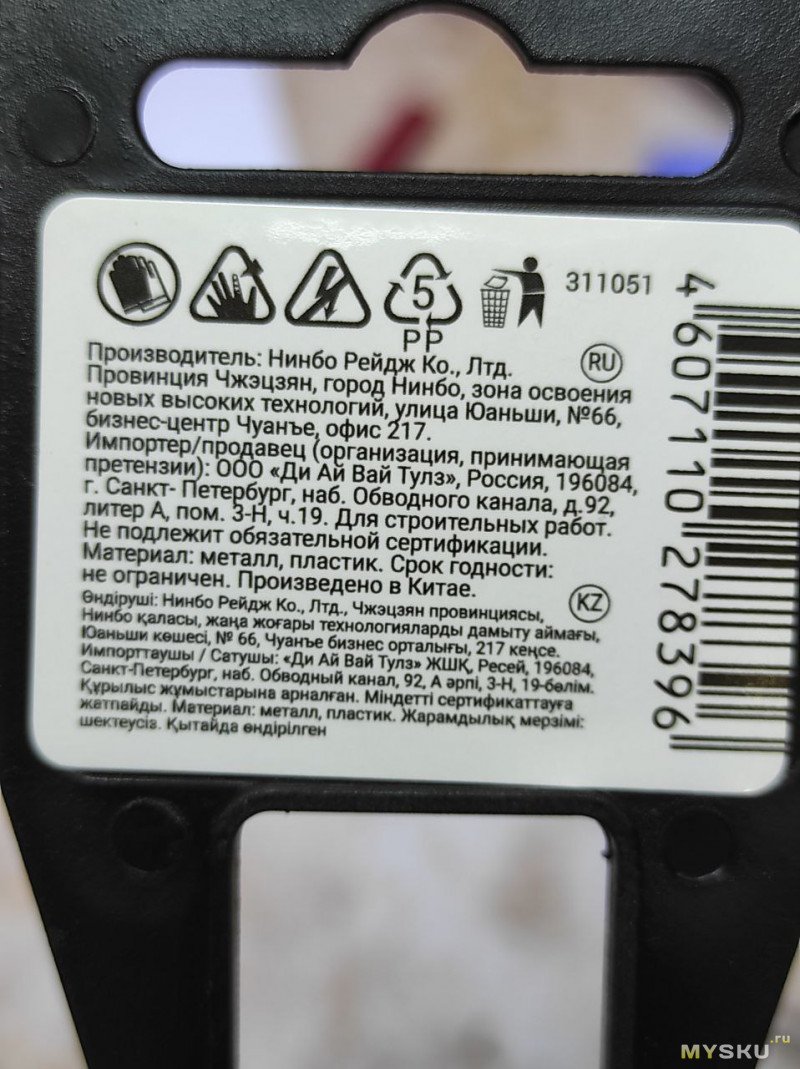 311051
5
PP
Производитель: Нинбо Рейдж Ко., Лтд.
RU
Провинция Чжэцзян, город Нинбо, зона освоения
новых высоких технологий, улица Юаньши, №66,
бизнес-центр Чуанъе, офис 217.
Импортер/продавец (организация, принимающая
претензии): ООО «Ди Ай Вай Тулз», Россия, 196084,
г. Санкт- Петербург, наб. Обводного канала, д.92,
литер А, пом. 3-Н, ч.19. Для строительных работ.
Не подлежит обязательной сертификации.
Материал: металл, пластик. Срок годности:
не ограничен. Произведено в Китае.
KZ
Өндіруші: Нинбо Рейдж Ко., Лтд., Чжэцзян провинциясы,
Нинбо қаласы, жаңа жоғары технологияларды дамыту аймағы,
Юаньши көшесі, № 66, Чуанъе бизнес орталығы, 217 кеңсе.
Импорттаушы / Сатушы: «Ди Ай Вай Тулз» ЖШҚ, Ресей, 196084,
Санкт-Петербург, наб. Обводный канал, 92, А әрпі, 3-Н, 19-бөлім.
Құрылыс жұмыстарына арналған. Міндетті сертификаттауға
жатпайды. Материал: металл, пластик. Жарамдылық мерзімі:
шектеусіз. Қытайда өндірілген
4 607110 278396
MYSKU.ru